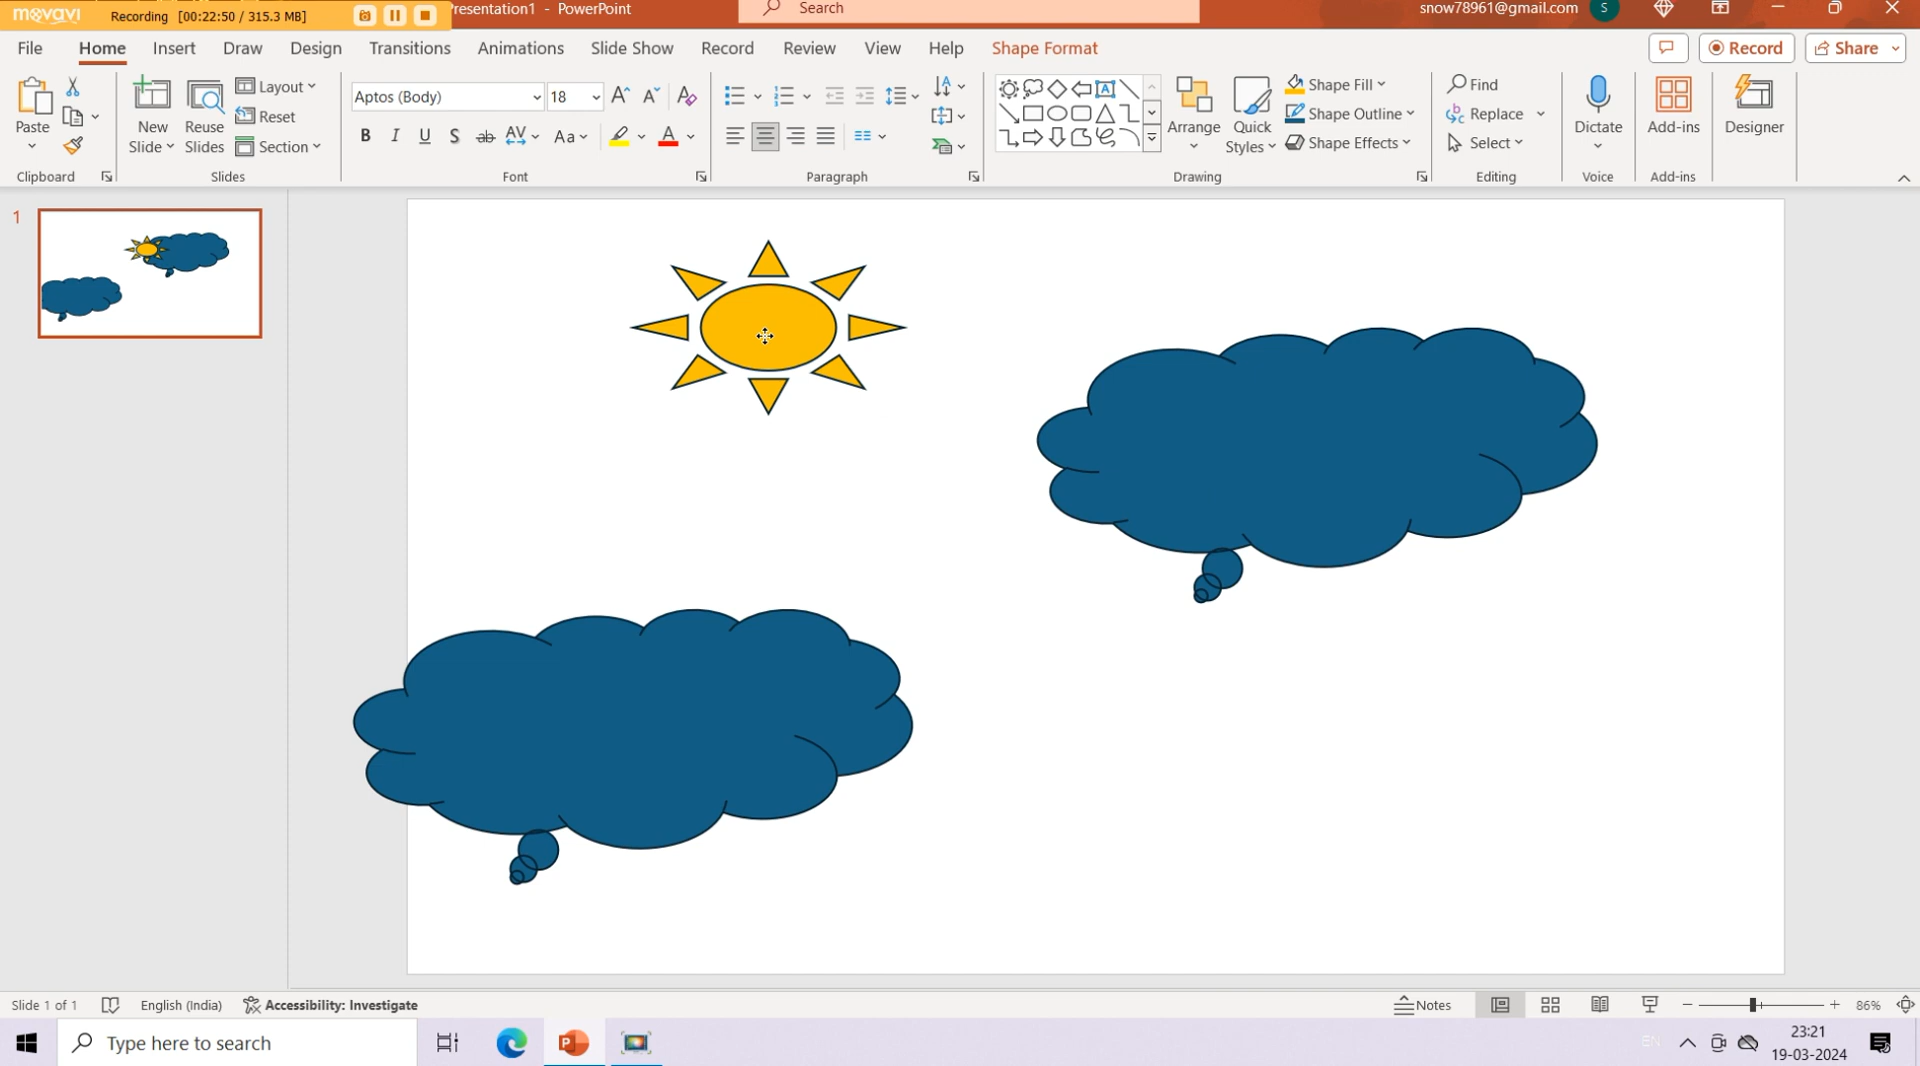 movavi Recording [00:22:50 / 315.3 MB] Presentation1 - PowerPoint Search snow78961@gmail.com S
File Home Insert Draw Design Transitions Animations Slide Show Record Review View Help Shape Format Record Share
Paste New Slide Reuse Slides Layout Reset Section
Aptos (Body) 18 A A A
B I U S ab AV Aa A
A
Arrange Quick Styles Shape Fill Shape Outline Shape Effects
Find Replace Select
Dictate Add-ins Designer
Clipboard Slides Font Paragraph Drawing Editing Voice Add-ins
1
Slide 1 of 1 English (India) Accessibility: Investigate Notes 86%
Type here to search
EN 23:21
19-03-2024